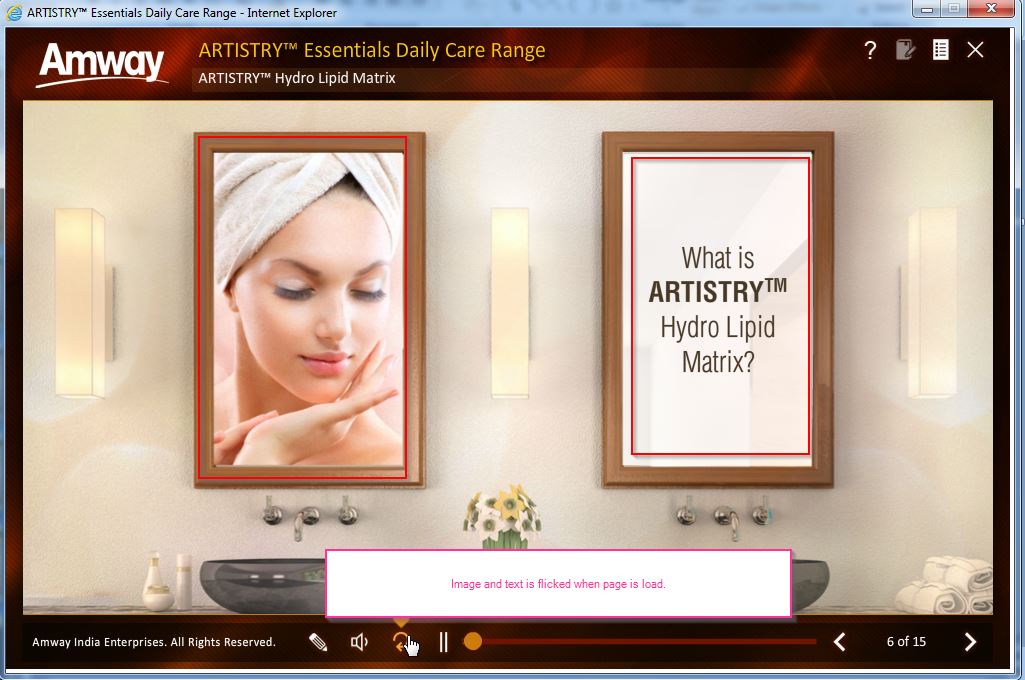 ARTISTRY™ Essentials Daily Care Range - Internet Explorer
Amway
ARTISTRY™ Essentials Daily Care Range
ARTISTRY™ Hydro Lipid Matrix
What is
ARTISTRY™
Hydro Lipid
Matrix?
Image and text is flicked when page is load.
Amway India Enterprises. All Rights Reserved.
6 of 15